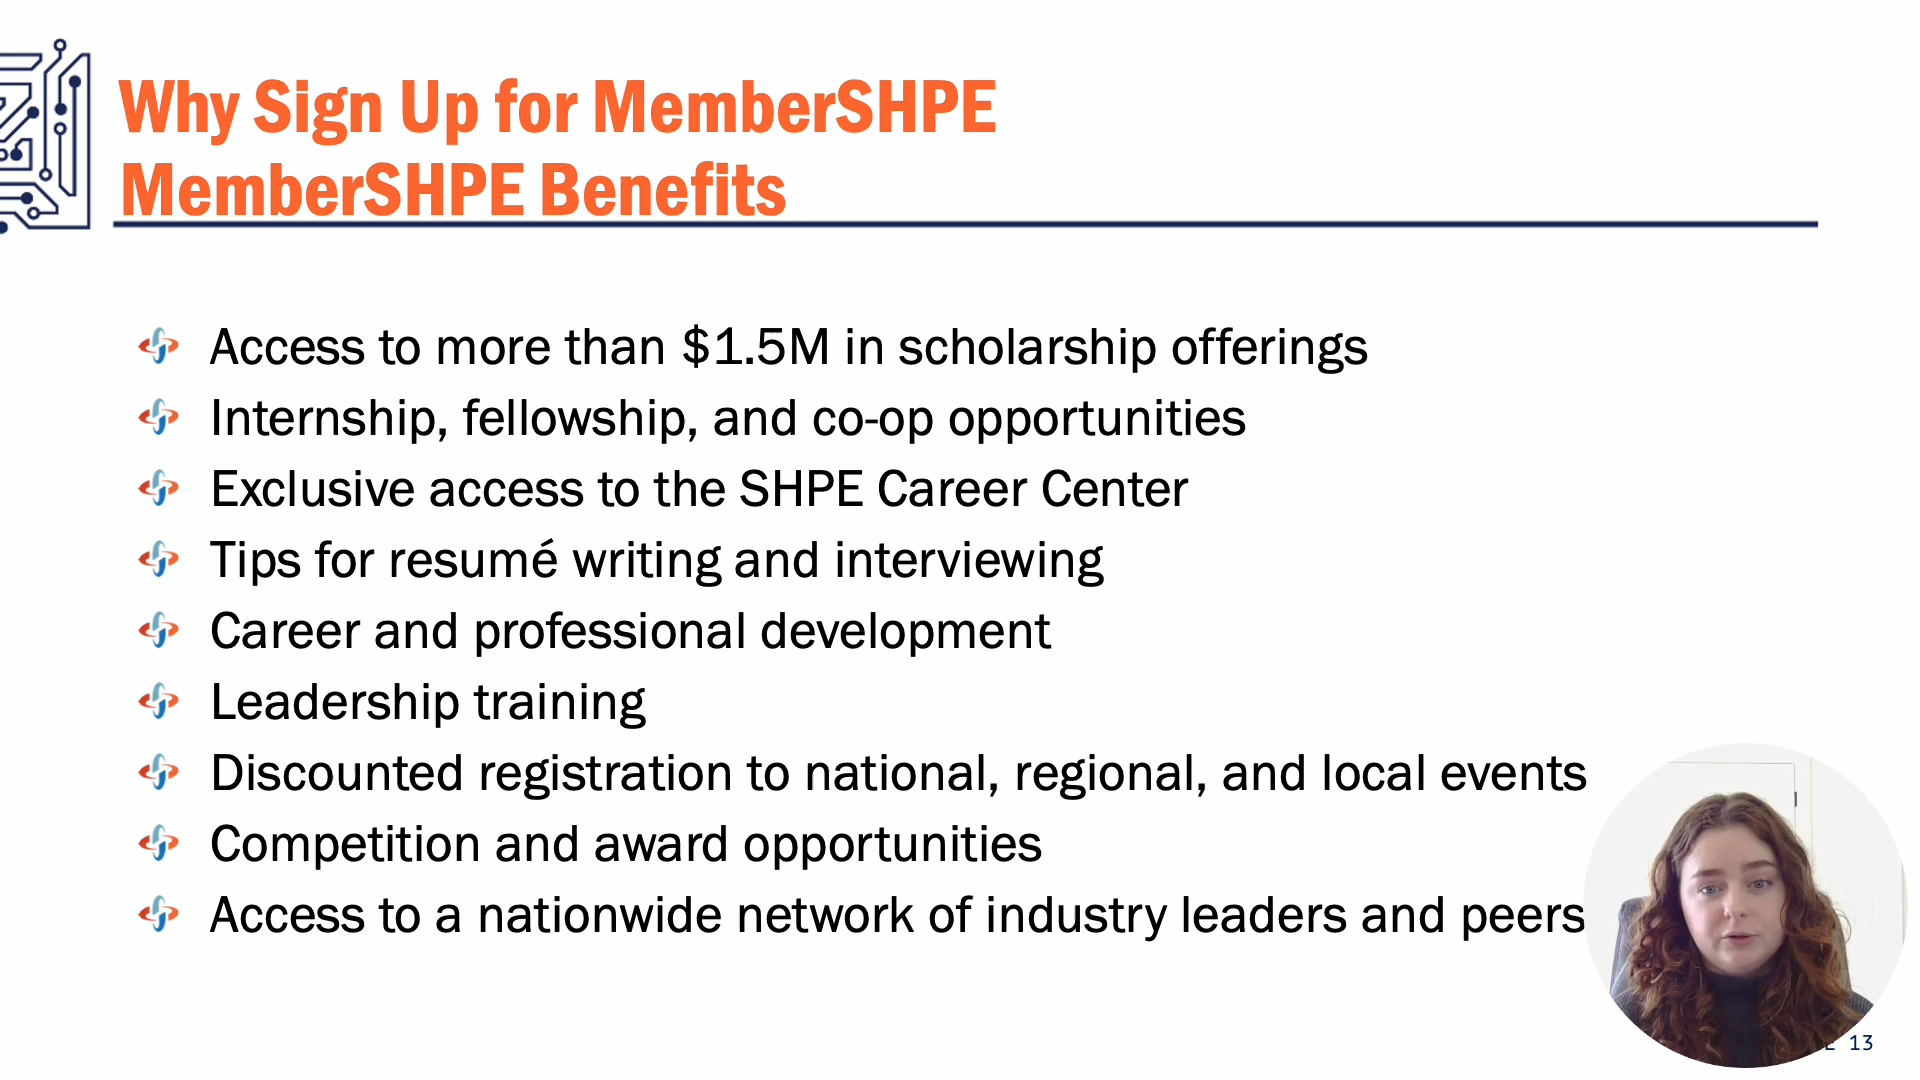 Why Sign Up for MemberSHPE
MemberSHPE Benefits
Access to more than $1.5M in scholarship offerings
Internship, fellowship, and co-op opportunities
Exclusive access to the SHPE Career Center
Tips for resumé writing and interviewing
Career and professional development
Leadership training
Discounted registration to national, regional, and local events
Competition and award opportunities
Access to a nationwide network of industry leaders and peers
13